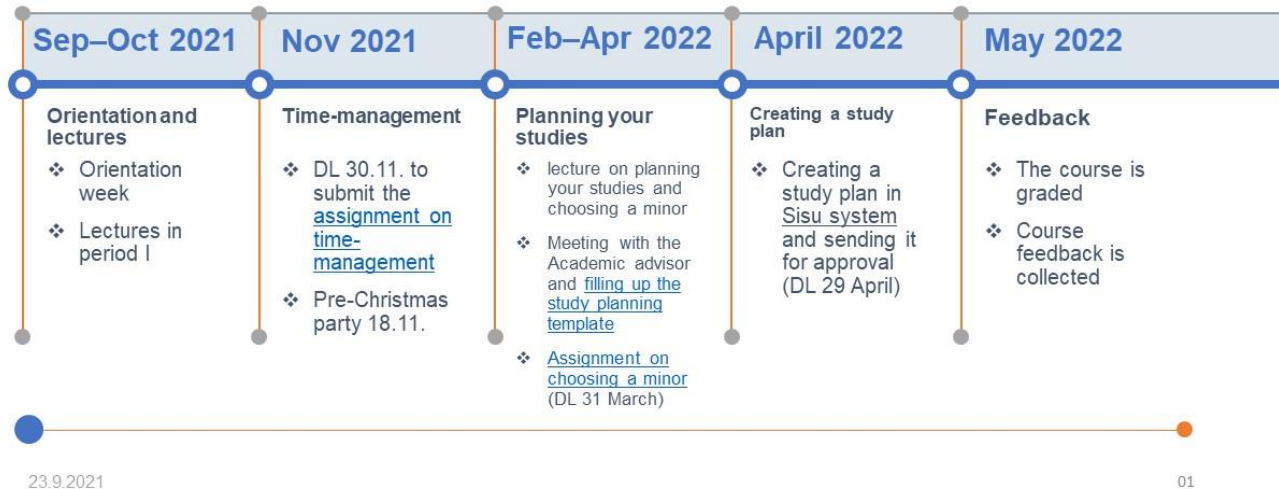 Sep–Oct 2021
Nov 2021
Feb–Apr 2022
April 2022
May 2022
Orientation and
lectures
❖ Orientation
week
❖ Lectures in
period I
Time-management
❖ DL 30.11. to
submit the
assignment on
time-
management
❖ Pre-Christmas
party 18.11.
Planning your
studies
❖ lecture on planning
your studies and
choosing a minor
❖ Meeting with the
Academic advisor
and filling up the
study planning
template
❖ Assignment on
choosing a minor
(DL 31 March)
Creating a study
plan
❖ Creating a
study plan in
Sisu system
and sending it
for approval
(DL 29 April)
Feedback
❖ The course is
graded
❖ Course
feedback is
collected
23.9.2021
01